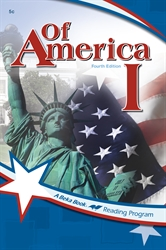 5c
Of
America
Fourth Edition
I
A Beka Book Reading Program